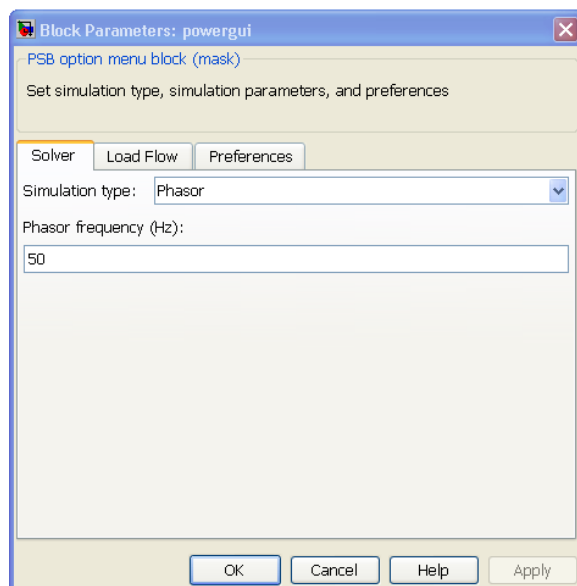 Block Parameters: powergui
PSB option menu block (mask)
Set simulation type, simulation parameters, and preferences
Solver Load Flow Preferences
Simulation type: Phasor
Phasor frequency (Hz):
50
OK Cancel Help Apply